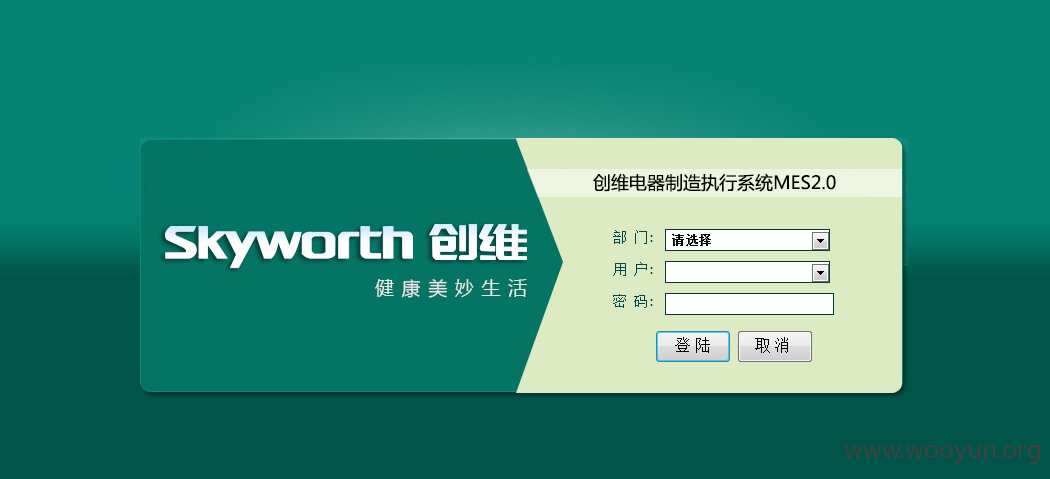 创维电器制造执行系统MES2.0
Skyworth 创维
健康美妙生活
部 门:
请选择
用 户:
密 码:
登 陆
取 消
www.wooyun.org